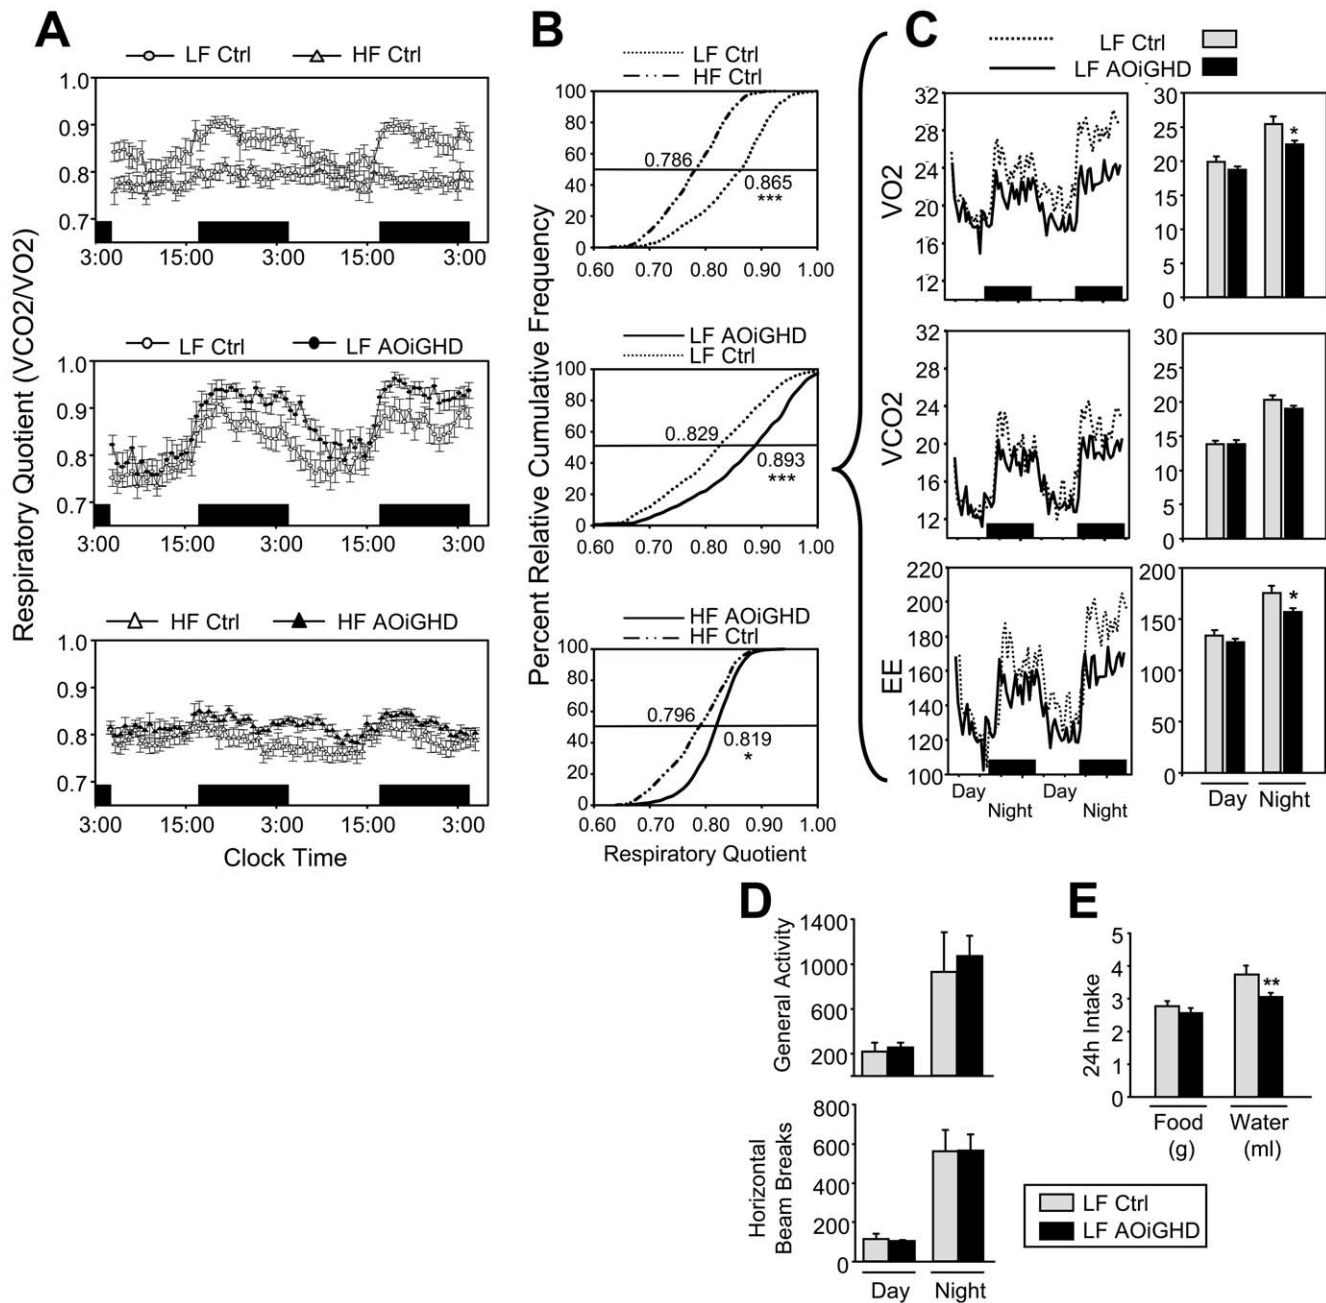 A
LF Ctrl
HF Ctrl
1.0
0.9
0.8
0.7
3:00
15:00
3:00
15:00
3:00
LF Ctrl
LF AOiGHD
1.0
0.9
0.8
0.7
3:00
15:00
3:00
15:00
3:00
HF Ctrl
HF AOiGHD
1.0
0.9
0.8
0.7
3:00
15:00
3:00
15:00
3:00
Clock Time
Respiratory Quotient (VCO2/VO2)
B
LF Ctrl
HF Ctrl
100
80
60
40
20
0
0.786
0.865
***
0.60
0.70
0.80
0.90
1.00
LF AOiGHD
LF Ctrl
100
80
60
40
20
0
0..829
0.893
***
0.60
0.70
0.80
0.90
1.00
HF AOiGHD
HF Ctrl
100
80
60
40
20
0
0.796
0.819
*
0.60
0.70
0.80
0.90
1.00
Respiratory Quotient
Percent Relative Cumulative Frequency
C
LF Ctrl
LF AOiGHD
VO2
32
28
24
20
16
12
30
25
20
15
10
5
0
*
VCO2
32
28
24
20
16
12
30
25
20
15
10
5
0
EE
220
200
180
160
140
120
100
Day
Night
Day
Night
200
150
100
50
0
*
Day
Night
D
General Activity
1400
1000
600
200
Horizontal
Beam Breaks
800
600
400
200
0
Day
Night
E
24h Intake
5
4
3
2
1
0
**
Food
(g)
Water
(ml)
LF Ctrl
LF AOiGHD